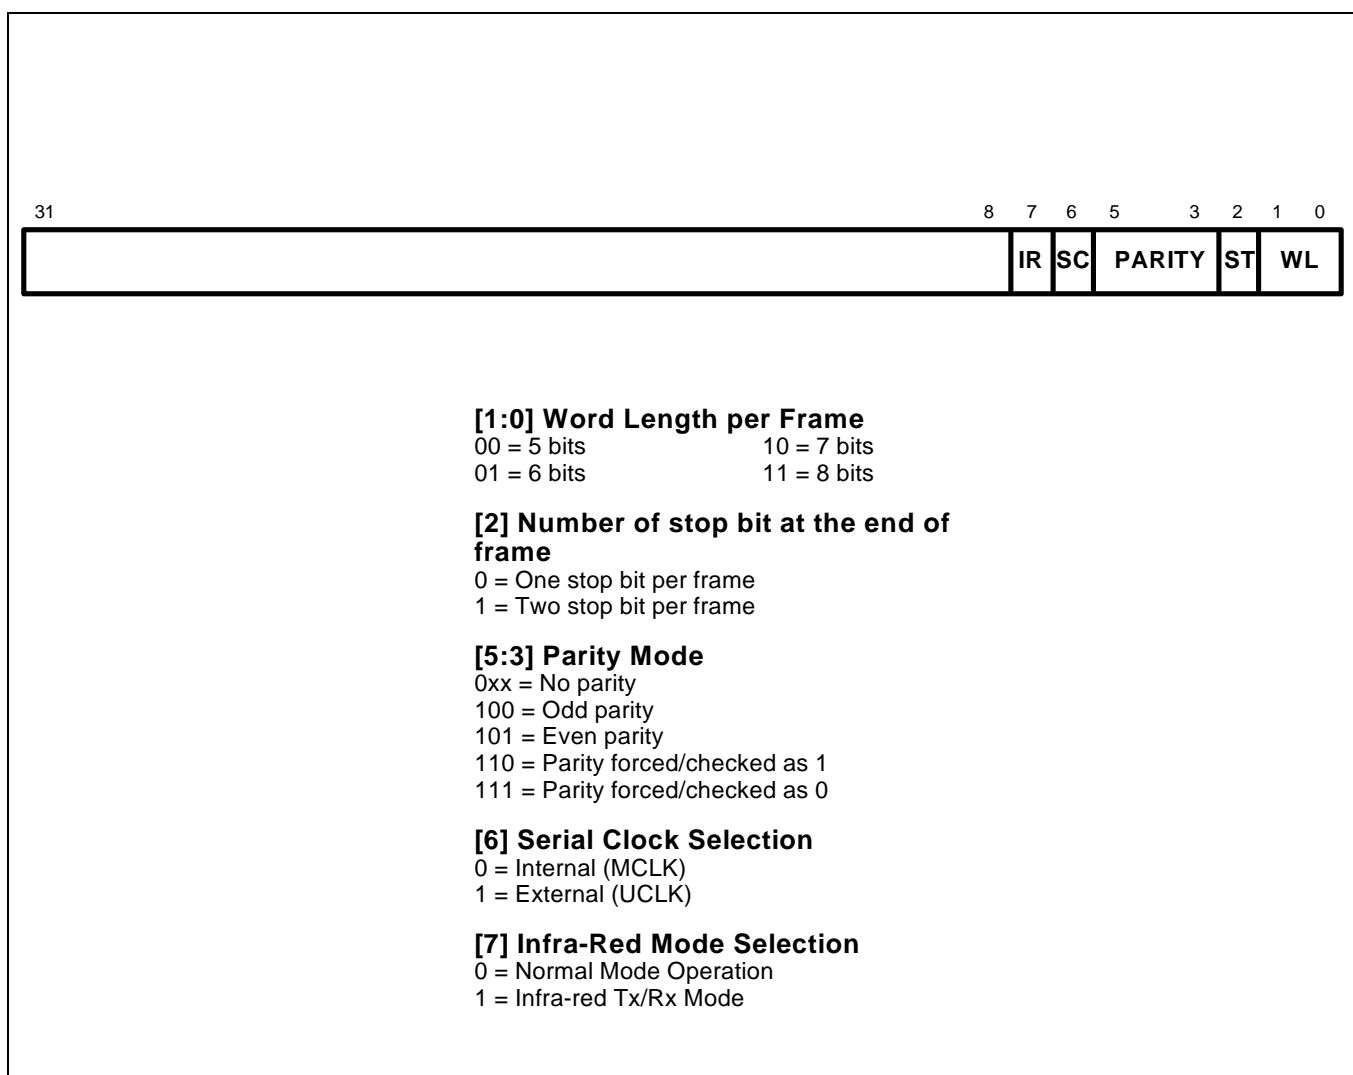 31 8 7 6 5 3 2 1 0
IR SC PARITY ST WL
[1:0] Word Length per Frame
00 = 5 bits 10 = 7 bits
01 = 6 bits 11 = 8 bits
[2] Number of stop bit at the end of
frame
0 = One stop bit per frame
1 = Two stop bit per frame
[5:3] Parity Mode
0xx = No parity
100 = Odd parity
101 = Even parity
110 = Parity forced/checked as 1
111 = Parity forced/checked as 0
[6] Serial Clock Selection
0 = Internal (MCLK)
1 = External (UCLK)
[7] Infra-Red Mode Selection
0 = Normal Mode Operation
1 = Infra-red Tx/Rx Mode